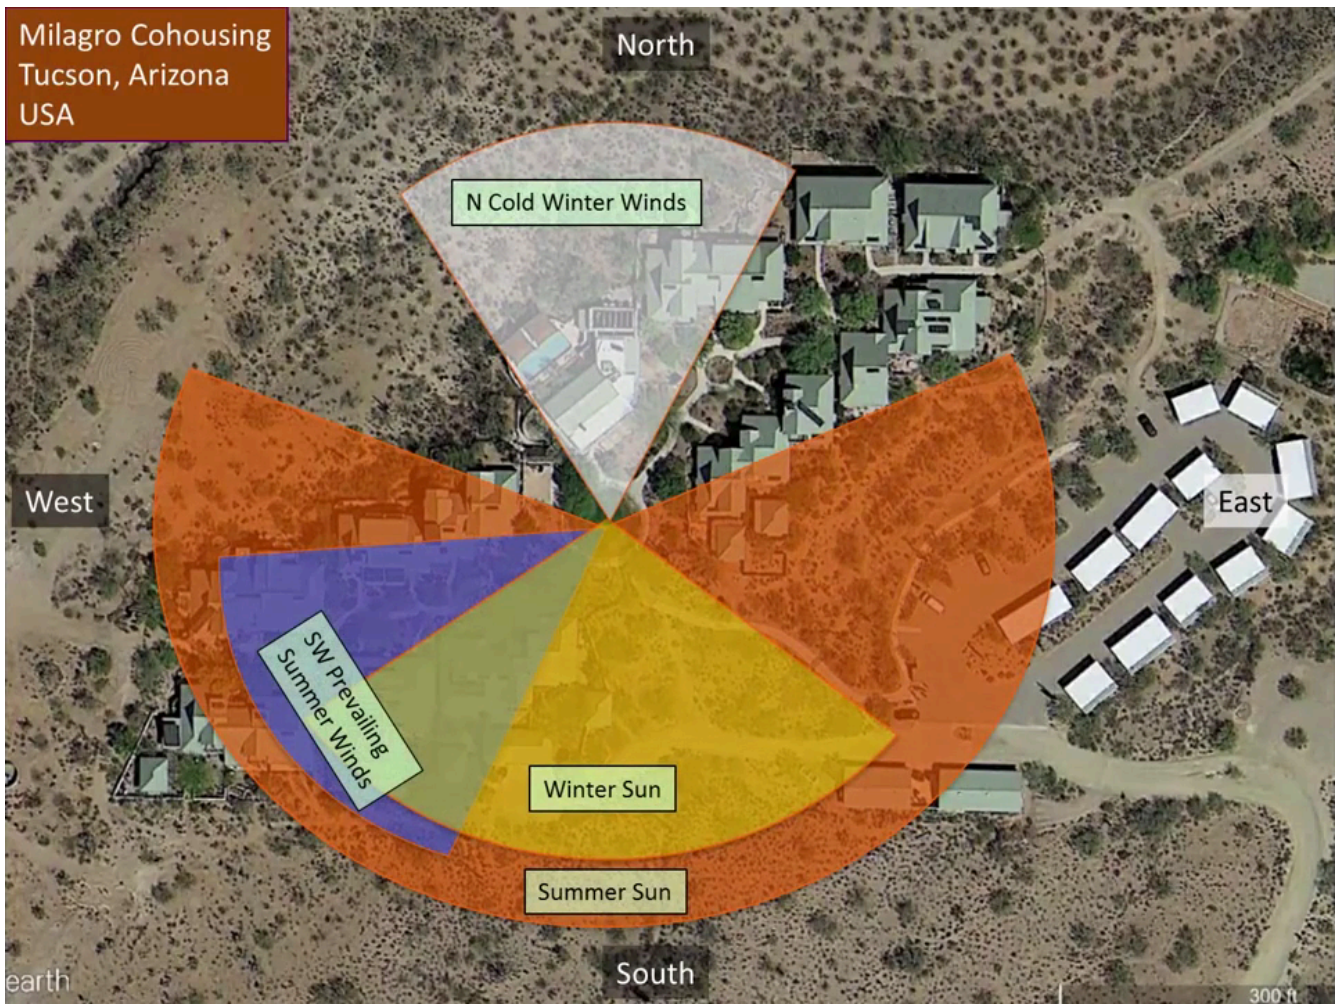 Milagro Cohousing
Tucson, Arizona
USA
North
N Cold Winter Winds
West
East
SW Prevailing
Summer Winds
Winter Sun
Summer Sun
South
earth
300 ft